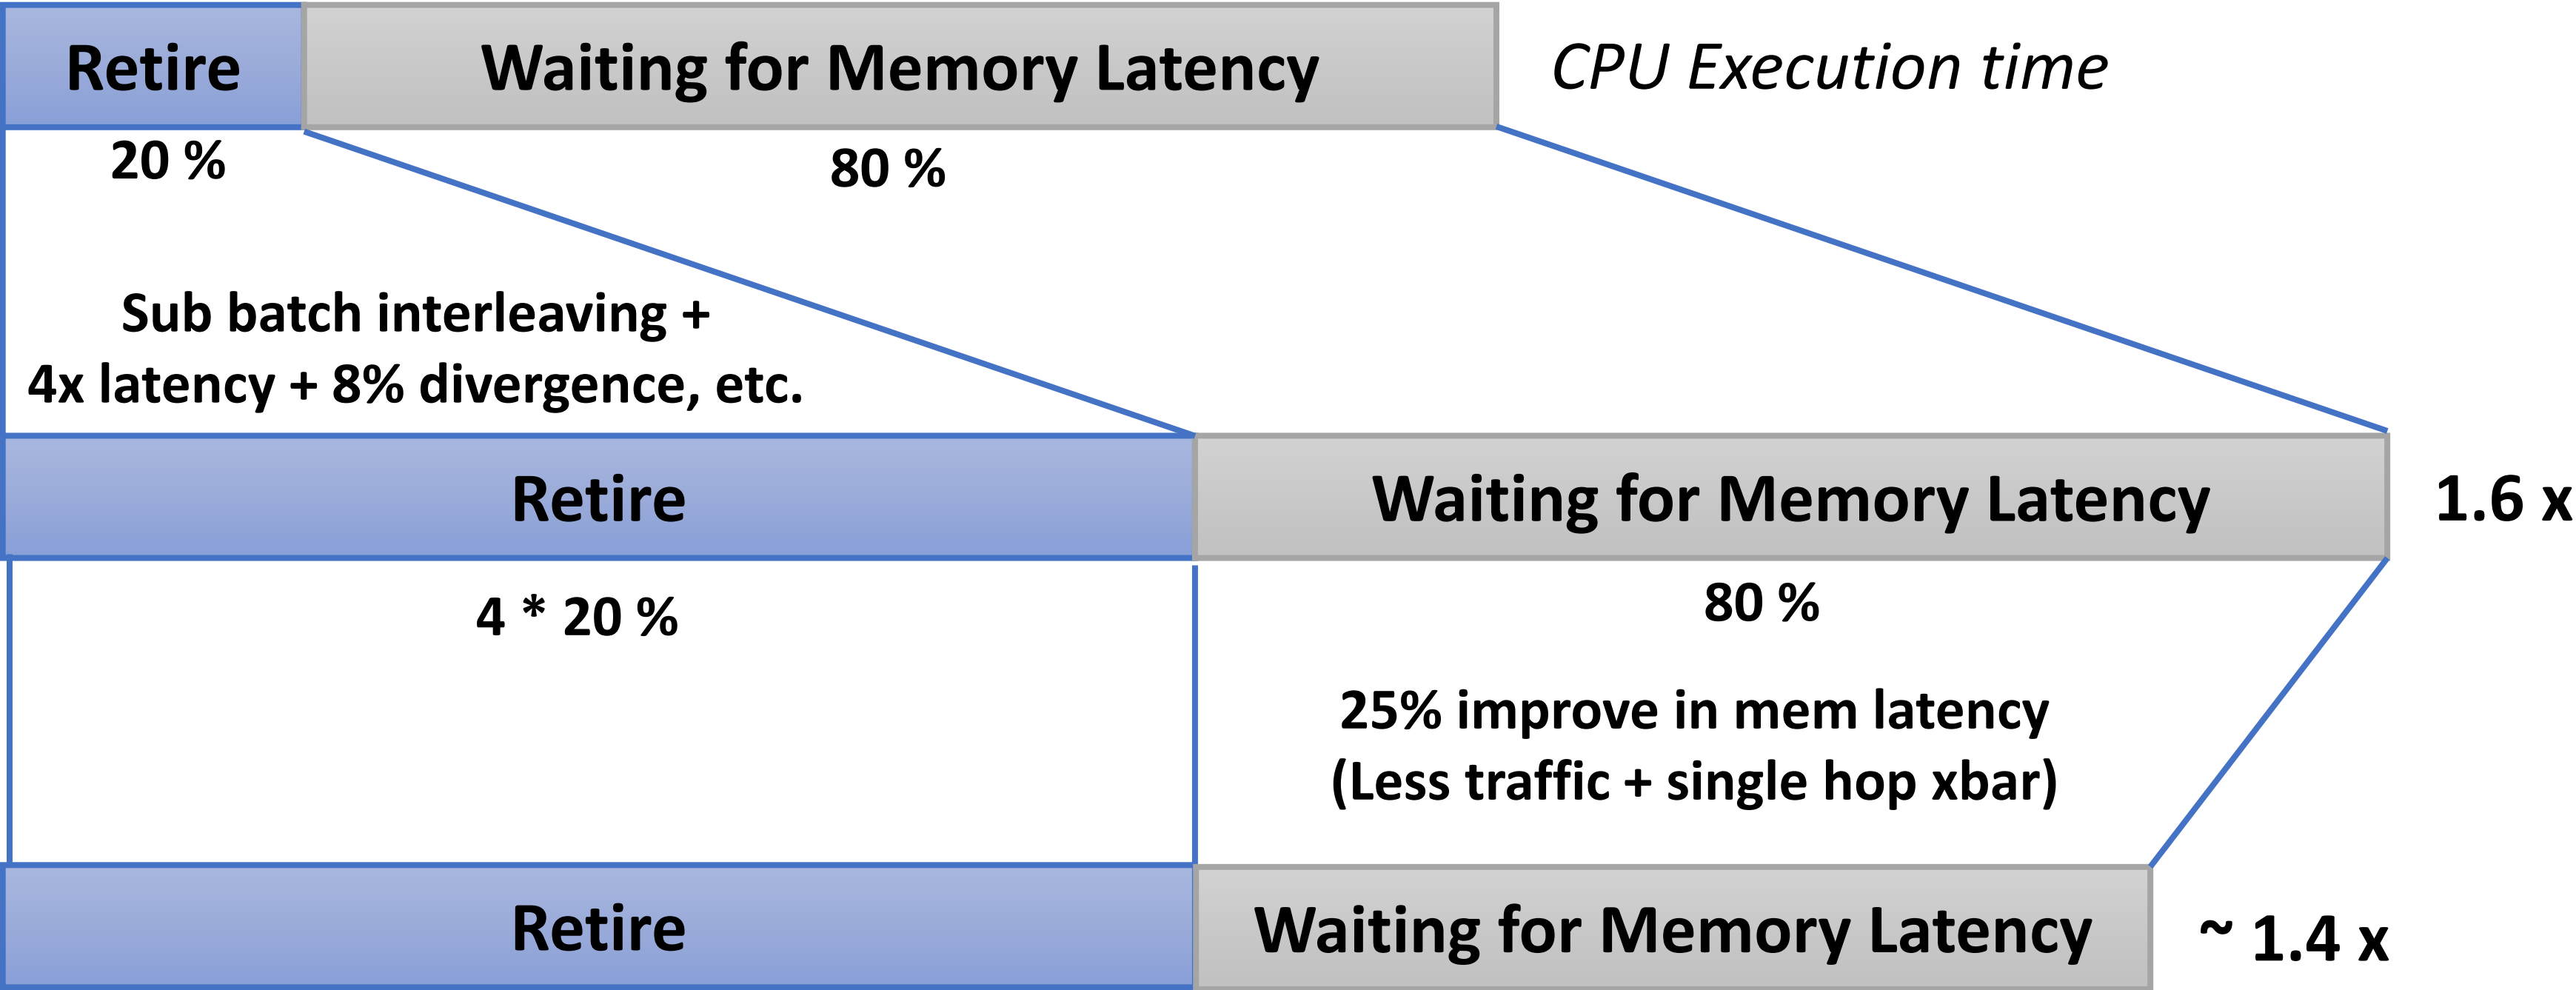 Retire
Waiting for Memory Latency
CPU Execution time
20 %
80 %
Sub batch interleaving +
4x latency + 8% divergence, etc.
Retire
Waiting for Memory Latency
1.6 x
4 * 20 %
80 %
25% improve in mem latency
(Less traffic + single hop xbar)
Retire
Waiting for Memory Latency
~ 1.4 x